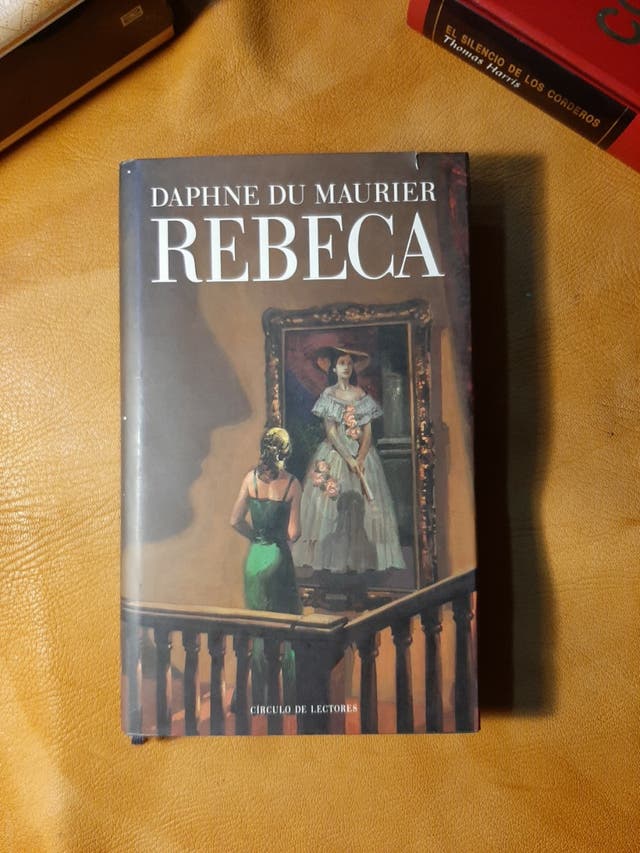 EL SILENCIO DE LOS CORDEROS
Thomas Harris
DAPHNE DU MAURIER
REBECA
CÍRCULO DE LECTORES